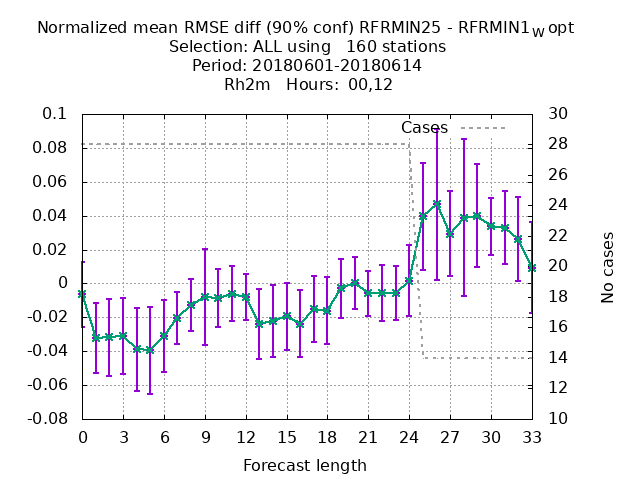 Normalized mean RMSE diff (90% conf) RFRMIN25 - RFRMIN1wopt
Selection: ALL using 160 stations
Period: 20180601-20180614
Rh2m Hours: 00,12
Cases
0.1
0.08
0.06
0.04
0.02
0
-0.02
-0.04
-0.06
-0.08
30
28
26
24
22
20
18
16
14
12
10
No cases
0 3 6 9 12 15 18 21 24 27 30 33
Forecast length